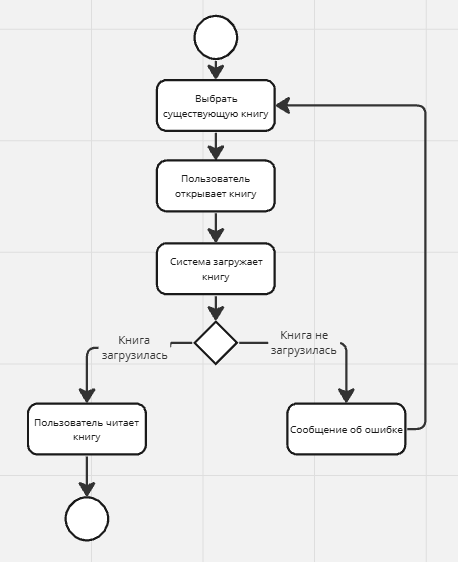 Выбрать
существующую книгу
Пользователь
открывает книгу
Система загружает
книгу
Книга
загрузилась
Книга не
загрузилась
Пользователь читает
книгу
Сообщение об ошибке